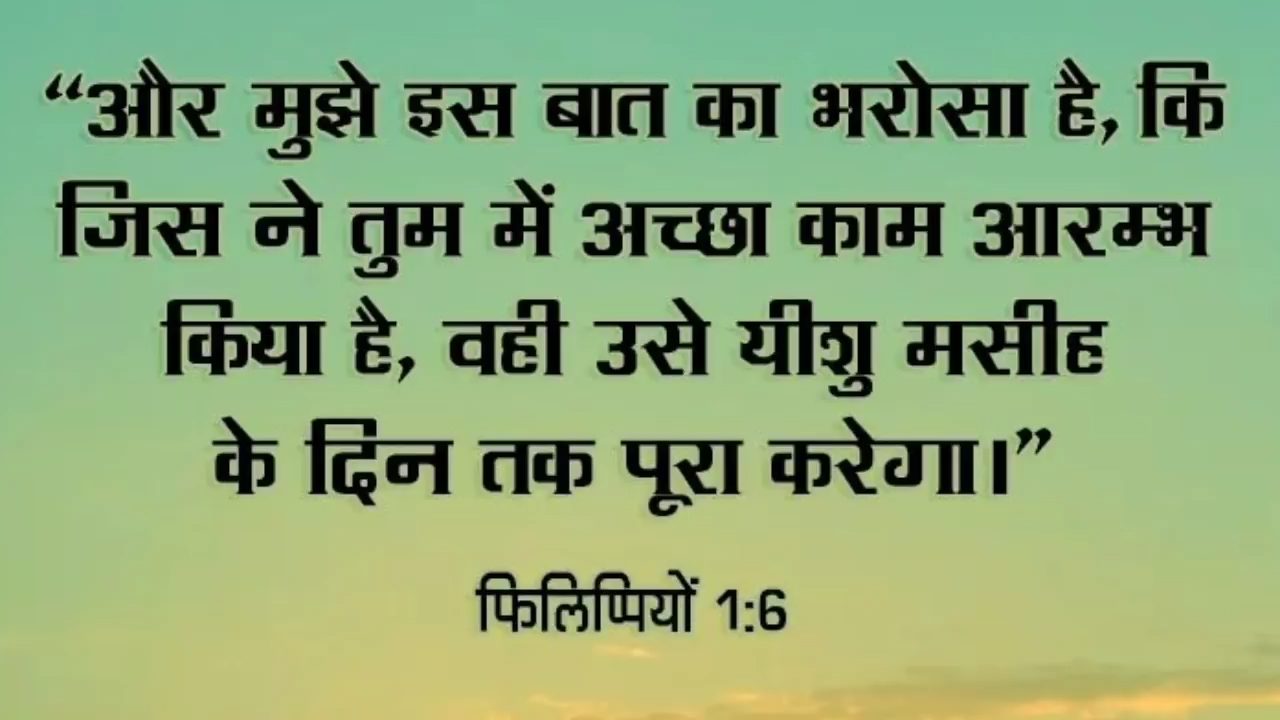 “और मुझे इस बात का भरोसा है, कि
जिस ने तुम में अच्छा काम आरम्भ
किया है, वही उसे यीशु मसीह
के दिन तक पूरा करेगा।”
फिलिप्पियों 1:6